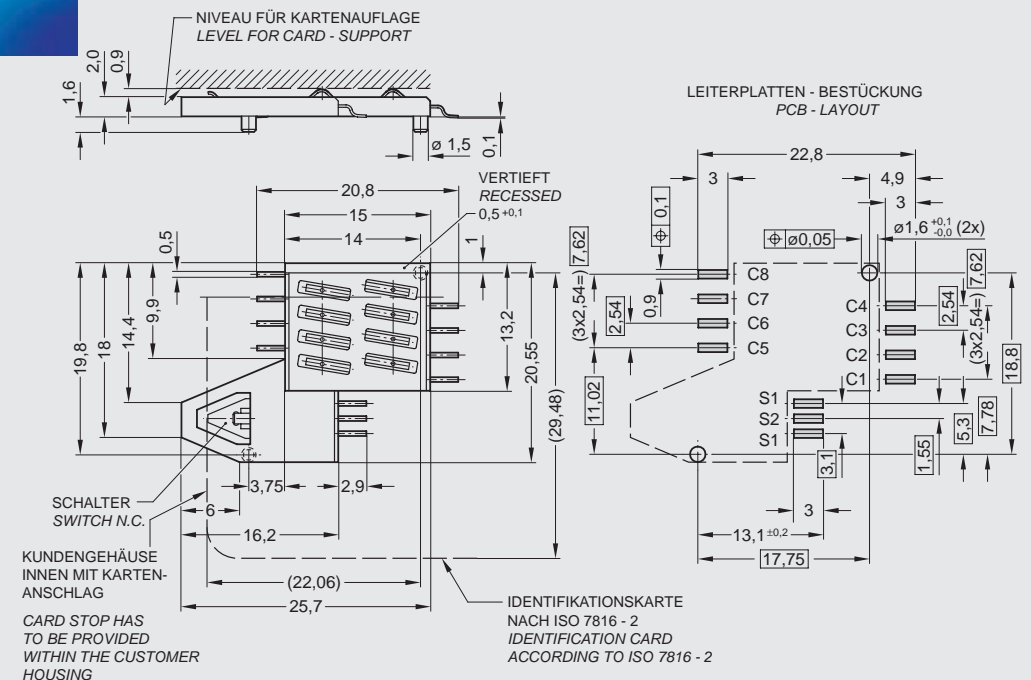 NIVEAU FÜR KARTENAUFLAGE
LEVEL FOR CARD - SUPPORT
2,0
0,9
1,6
ø 1,5
0,1
VERTIEFT
RECESSED
0,5 +0,1
20,8
15
14
1
0,5
9,9
14,4
18
19,8
13,2
20,55
(29,48)
3,75
2,9
6
16,2
(22,06)
25,7
SCHALTER
SWITCH N.C.
KUNDENGEHÄUSE
INNEN MIT KARTEN-
ANSCHLAG
CARD STOP HAS
TO BE PROVIDED
WITHIN THE CUSTOMER
HOUSING
IDENTIFIKATIONSKARTE
NACH ISO 7816 - 2
IDENTIFICATION CARD
ACCORDING TO ISO 7816 - 2
LEITERPLATTEN - BESTÜCKUNG
PCB - LAYOUT
22,8
3
4,9
3
0,1
ø0,05
ø1,6 +0,1 -0,0 (2x)
(3x2,54=) 7,62
2,54
0,9
11,02
C8
C7
C6
C5
C4
C3
C2
C1
S1
S2
S1
2,54
(3x2,54=) 7,62
18,8
7,78
5,3
1,55
3,1
3
13,1 ±0,2
17,75